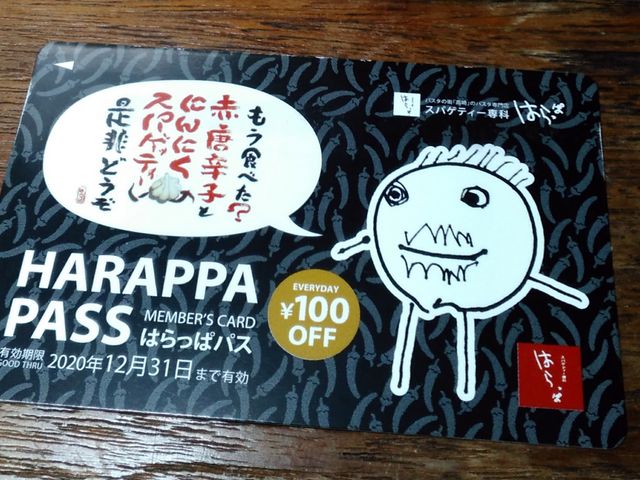 もう食べた?
赤唐辛子と
にんにくの
スパゲッティー
是非どうぞ
パスタの街「高崎」のパスタ専門店
スパゲティー専科
はらっぱ
HARAPPA
PASS
MEMBER'S CARD
はらっぱパス
EVERYDAY
¥100
OFF
有効期限
GOOD THRU
2020年12月31日まで有効
はらっぱ